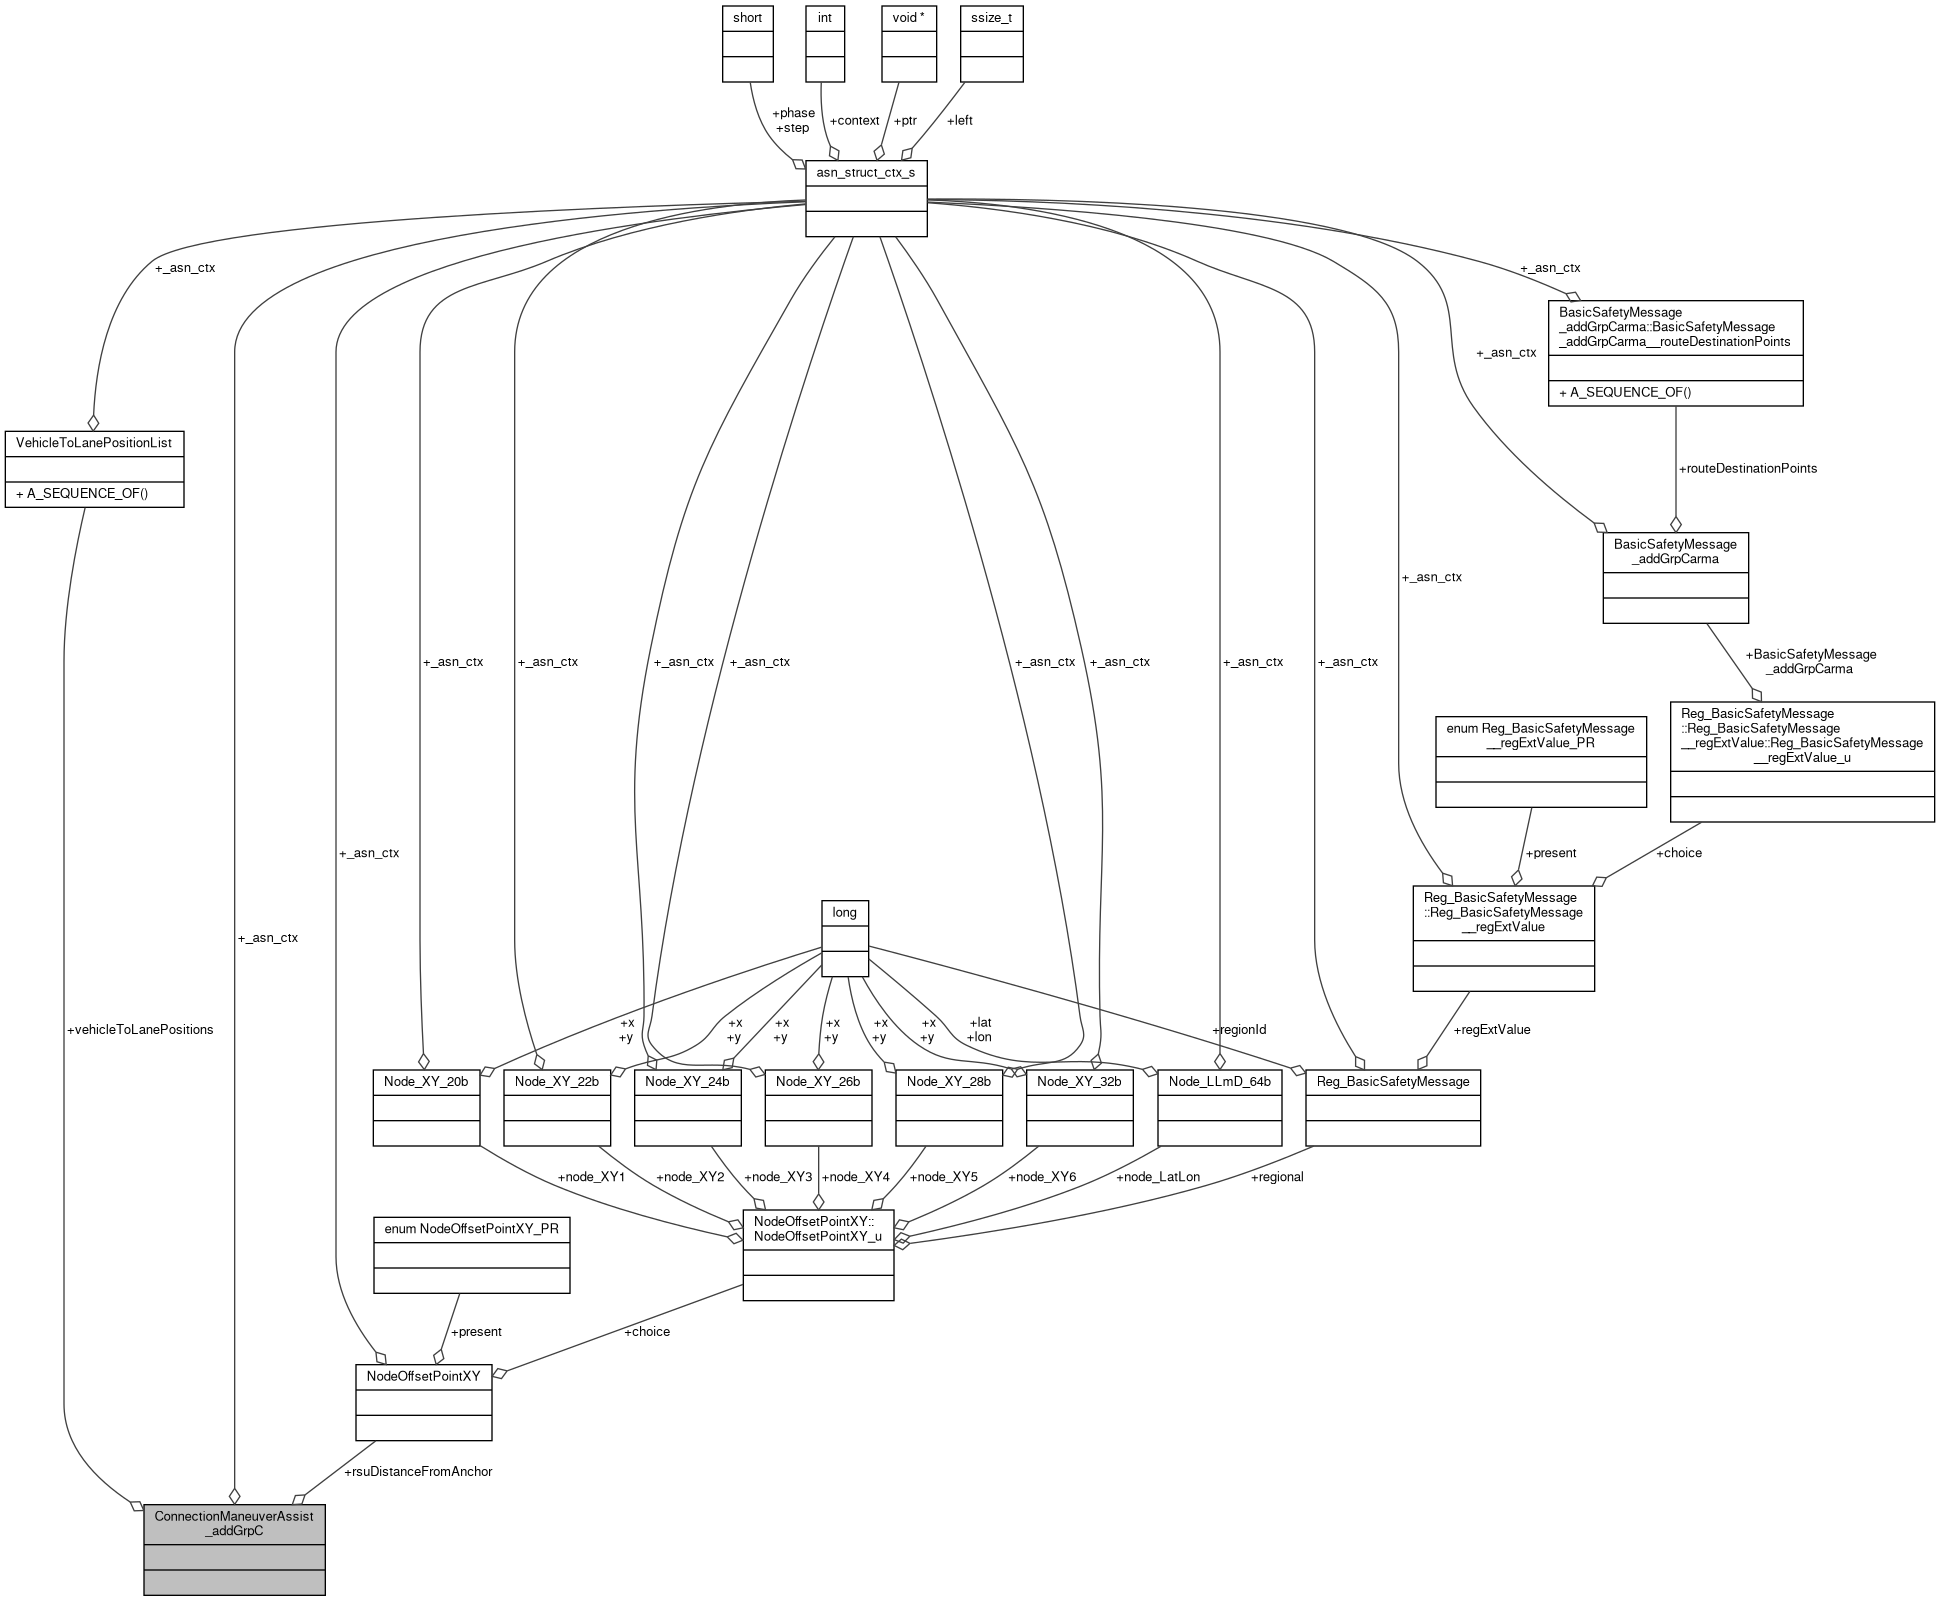 short
int
void *
ssize_t
+phase
+step
+context
+ptr
+left
asn_struct_ctx_s
+_asn_ctx
+_asn_ctx
BasicSafetyMessage
_addGrpCarma::BasicSafetyMessage
_addGrpCarma__routeDestinationPoints
+ A_SEQUENCE_OF()
+_asn_ctx
VehicleToLanePositionList
+ A_SEQUENCE_OF()
+routeDestinationPoints
BasicSafetyMessage
_addGrpCarma
+_asn_ctx
+_asn_ctx
+_asn_ctx
+_asn_ctx
+_asn_ctx
+_asn_ctx
+_asn_ctx
+_asn_ctx
+_asn_ctx
+_asn_ctx
+BasicSafetyMessage
_addGrpCarma
enum Reg_BasicSafetyMessage
__regExtValue_PR
Reg_BasicSafetyMessage
::Reg_BasicSafetyMessage
__regExtValue::Reg_BasicSafetyMessage
__regExtValue_u
+_asn_ctx
+present
+choice
long
Reg_BasicSafetyMessage
::Reg_BasicSafetyMessage
__regExtValue
+_asn_ctx
+vehicleToLanePositions
+x
+y
+x
+y
+x
+y
+x
+y
+x
+y
+x
+y
+lat
+lon
+regionId
+regExtValue
Node_XY_20b
Node_XY_22b
Node_XY_24b
Node_XY_26b
Node_XY_28b
Node_XY_32b
Node_LLmD_64b
Reg_BasicSafetyMessage
+node_XY1
+node_XY2
+node_XY3
+node_XY4
+node_XY5
+node_XY6
+node_LatLon
+regional
enum NodeOffsetPointXY_PR
NodeOffsetPointXY::
NodeOffsetPointXY_u
+present
+choice
NodeOffsetPointXY
+rsuDistanceFromAnchor
ConnectionManeuverAssist
_addGrpC